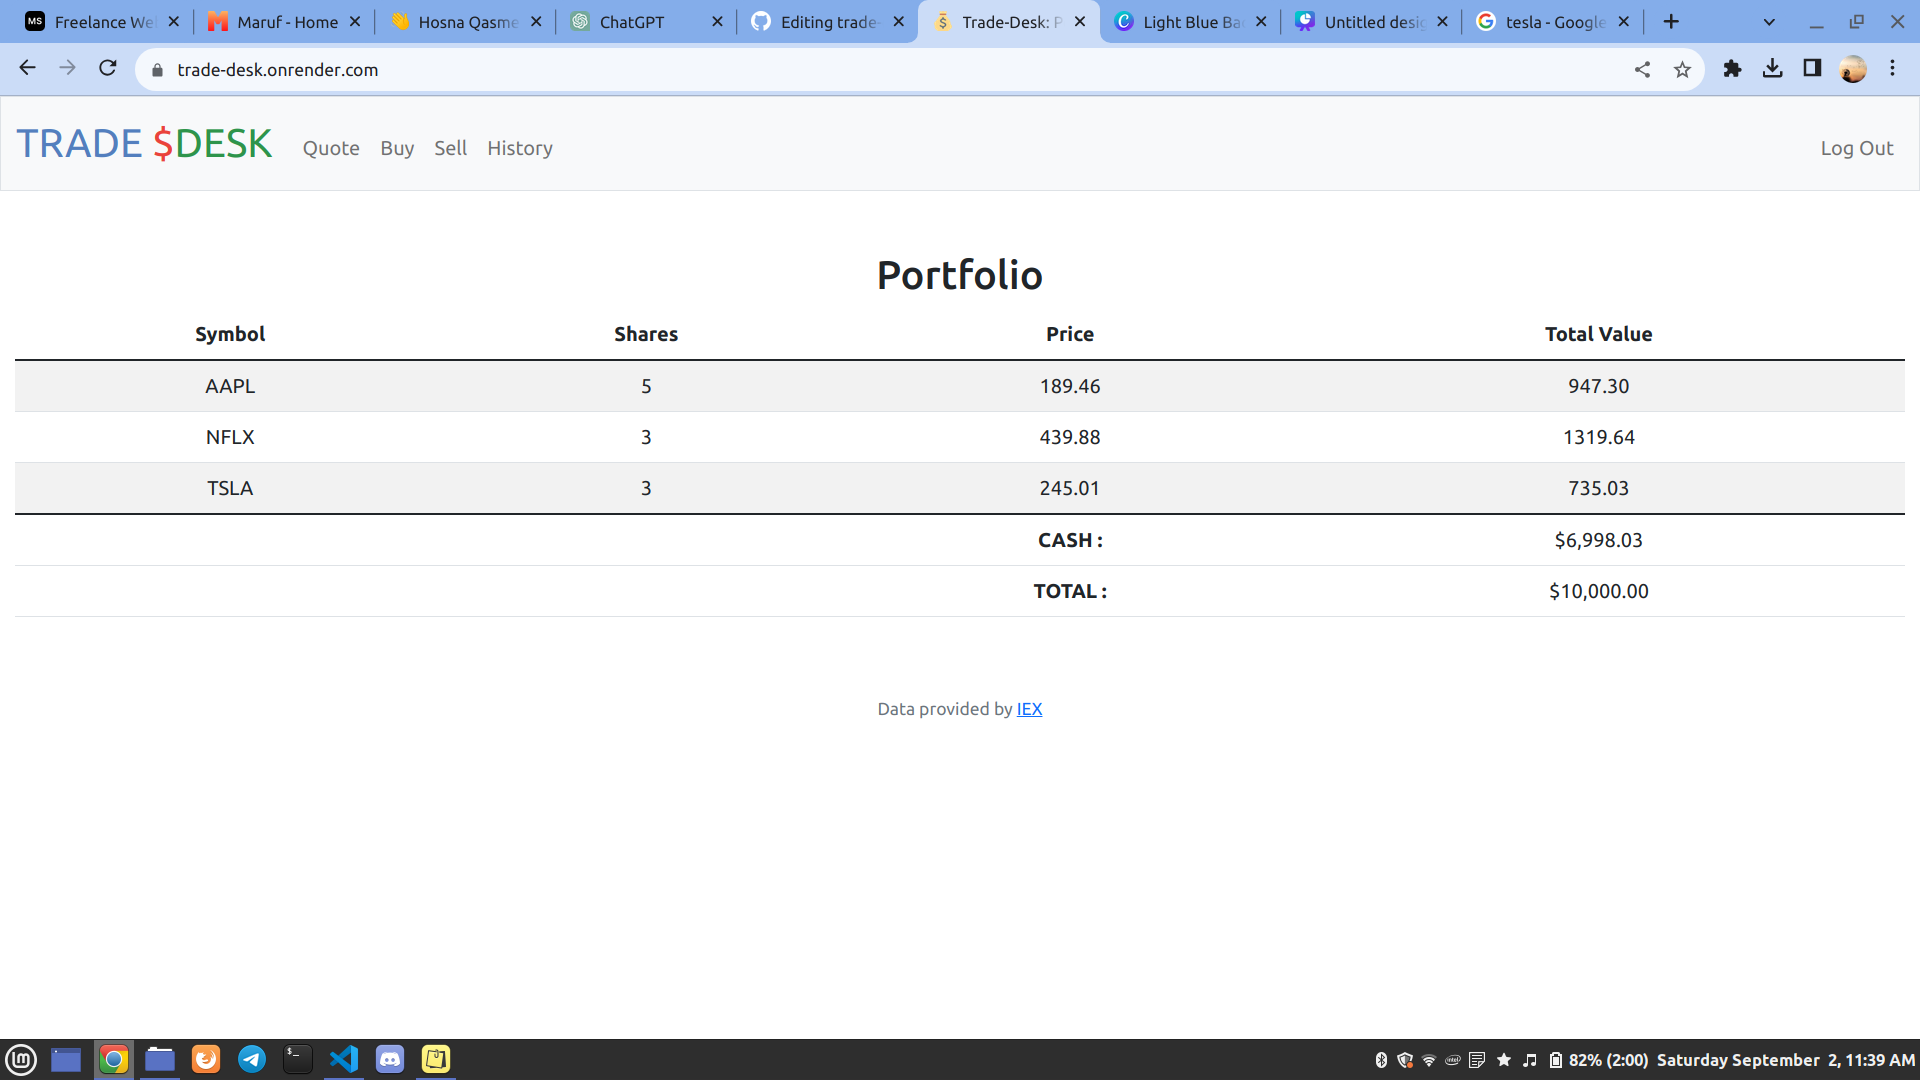 MS Freelance We Maruf - Home Hosna Qasme ChatGPT Editing trade- Trade-Desk: P Light Blue Ba Untitled desig tesla - Google
trade-desk.onrender.com
TRADE $DESK Quote Buy Sell History Log Out
Portfolio
Symbol Shares Price Total Value
AAPL 5 189.46 947.30
NFLX 3 439.88 1319.64
TSLA 3 245.01 735.03
CASH : $6,998.03
TOTAL : $10,000.00
Data provided by IEX
82% (2:00) Saturday September 2, 11:39 AM